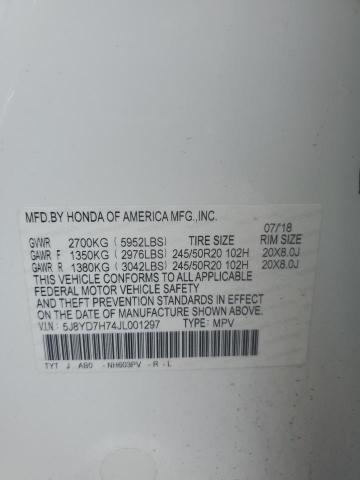 MFD.BY HONDA OF AMERICA MFG.,INC.
07/18
GVWR 2700KG (5952LBS) TIRE SIZE RIM SIZE
GAWR F 1350KG (2976LBS) 245/50R20 102H 20X8.0J
GAWR R 1380KG (3042LBS) 245/50R20 102H 20X8.0J
THIS VEHICLE CONFORMS TO ALL APPLICABLE
FEDERAL MOTOR VEHICLE SAFETY
AND THEFT PREVENTION STANDARDS IN EFFECT
ON THE DATE OF MANUFACTURE SHOWN ABOVE.
V.I.N: 5J8YD7H74JL001297 TYPE: MPV
TYT J AB0 -NH603PV -R-L